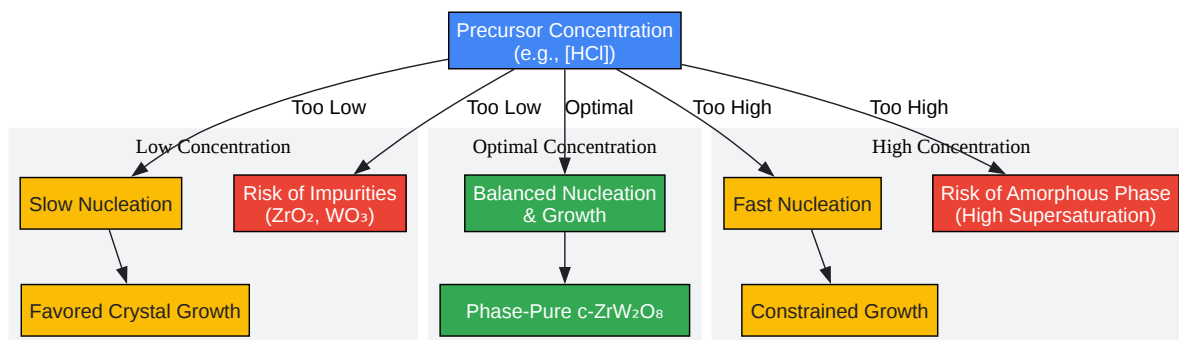 Precursor Concentration
(e.g., [HCl])
Too Low
Too Low
Optimal
Too High
Too High
Low Concentration
Optimal Concentration
High Concentration
Slow Nucleation
Risk of Impurities
(ZrO₂, WO₃)
Balanced Nucleation
& Growth
Fast Nucleation
Risk of Amorphous Phase
(High Supersaturation)
Favored Crystal Growth
Phase-Pure c-ZrW₂O₈
Constrained Growth